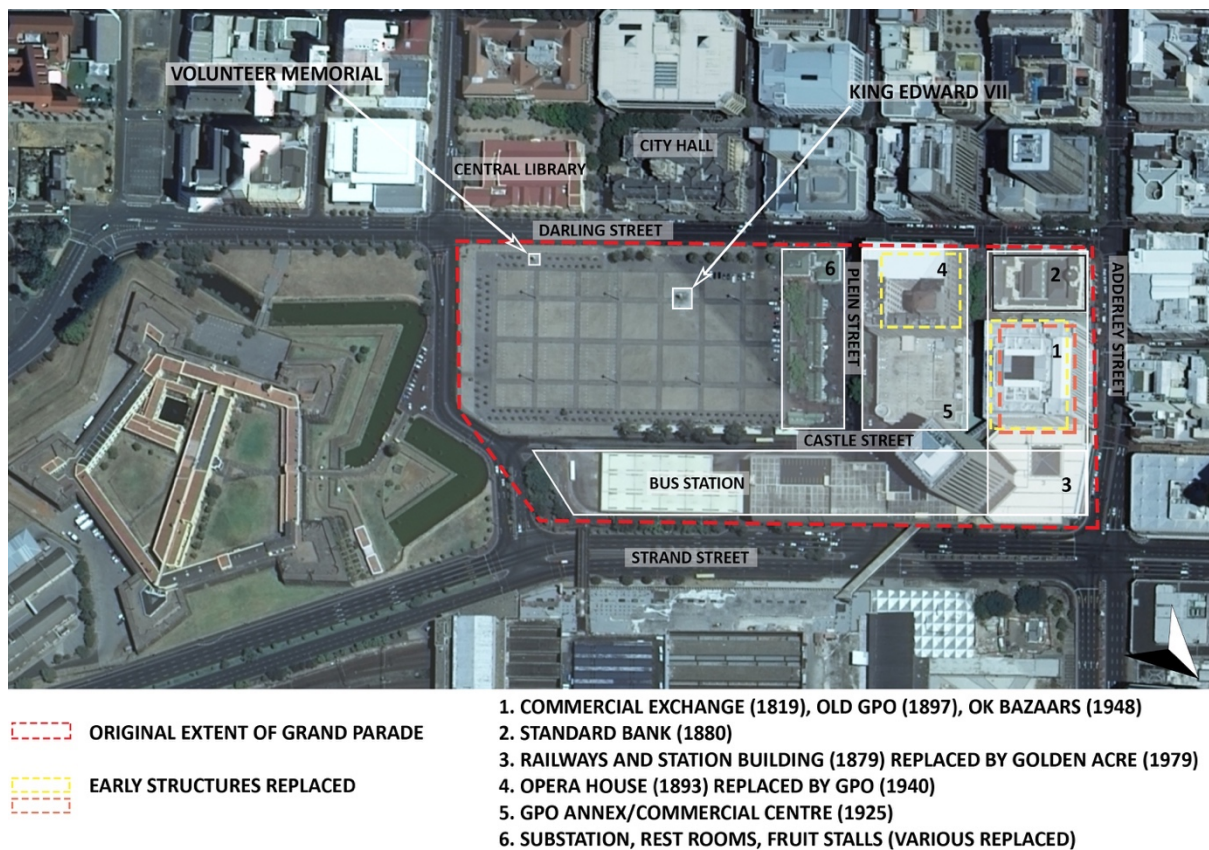 VOLUNTEER MEMORIAL
KING EDWARD VII
CITY HALL
CENTRAL LIBRARY
DARLING STREET
6
PLEIN STREET
4
2
ADDERLEY STREET
1
5
CASTLE STREET
BUS STATION
3
STRAND STREET
ORIGINAL EXTENT OF GRAND PARADE
EARLY STRUCTURES REPLACED
1. COMMERCIAL EXCHANGE (1819), OLD GPO (1897), OK BAZAARS (1948)
2. STANDARD BANK (1880)
3. RAILWAYS AND STATION BUILDING (1879) REPLACED BY GOLDEN ACRE (1979)
4. OPERA HOUSE (1893) REPLACED BY GPO (1940)
5. GPO ANNEX/COMMERCIAL CENTRE (1925)
6. SUBSTATION, REST ROOMS, FRUIT STALLS (VARIOUS REPLACED)